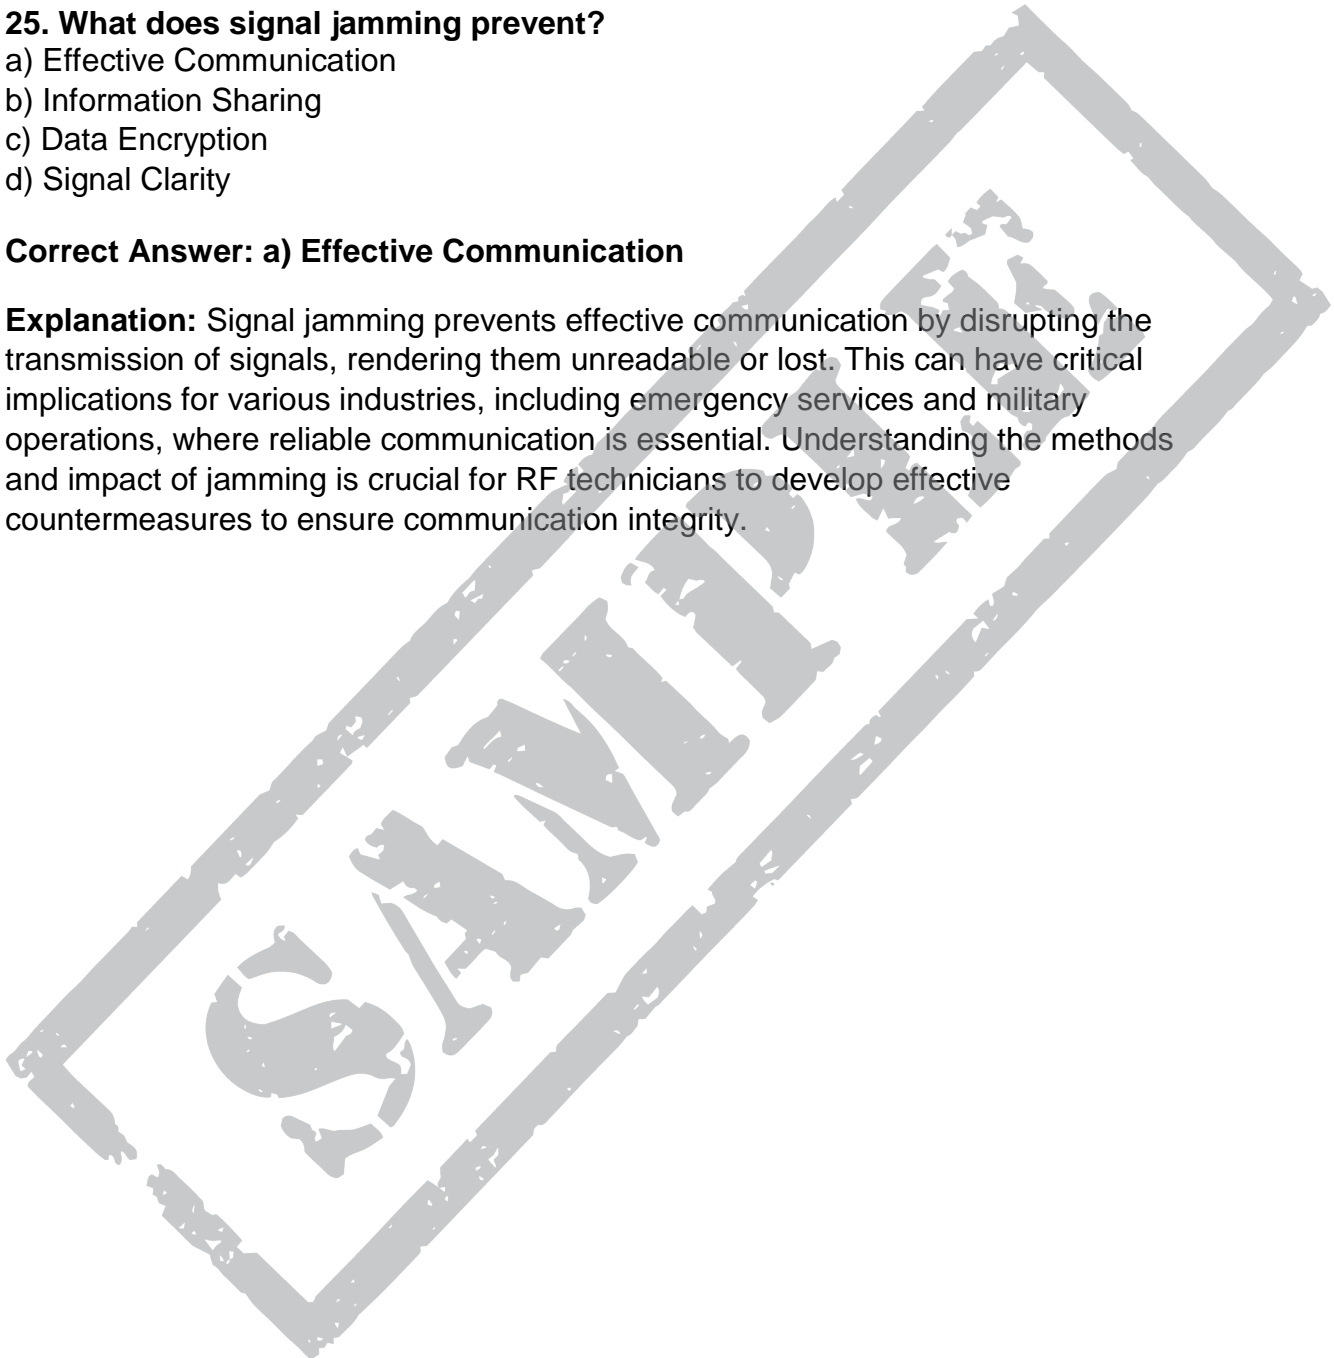 25. What does signal jamming prevent?
a) Effective Communication
b) Information Sharing
c) Data Encryption
d) Signal Clarity
Correct Answer: a) Effective Communication
Explanation: Signal jamming prevents effective communication by disrupting the
transmission of signals, rendering them unreadable or lost. This can have critical
implications for various industries, including emergency services and military
operations, where reliable communication is essential. Understanding the methods
and impact of jamming is crucial for RF technicians to develop effective
countermeasures to ensure communication integrity.
SAMPLE